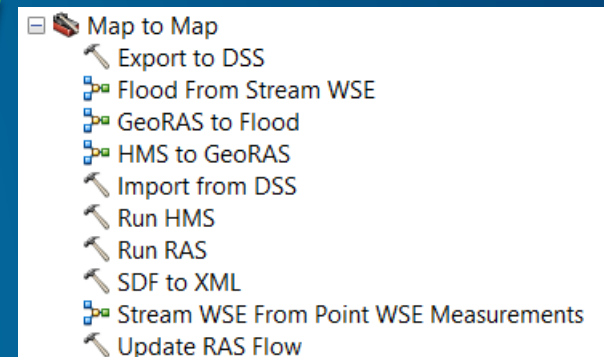 Map to Map
Export to DSS
Flood From Stream WSE
GeoRAS to Flood
HMS to GeoRAS
Import from DSS
Run HMS
Run RAS
SDF to XML
Stream WSE From Point WSE Measurements
Update RAS Flow